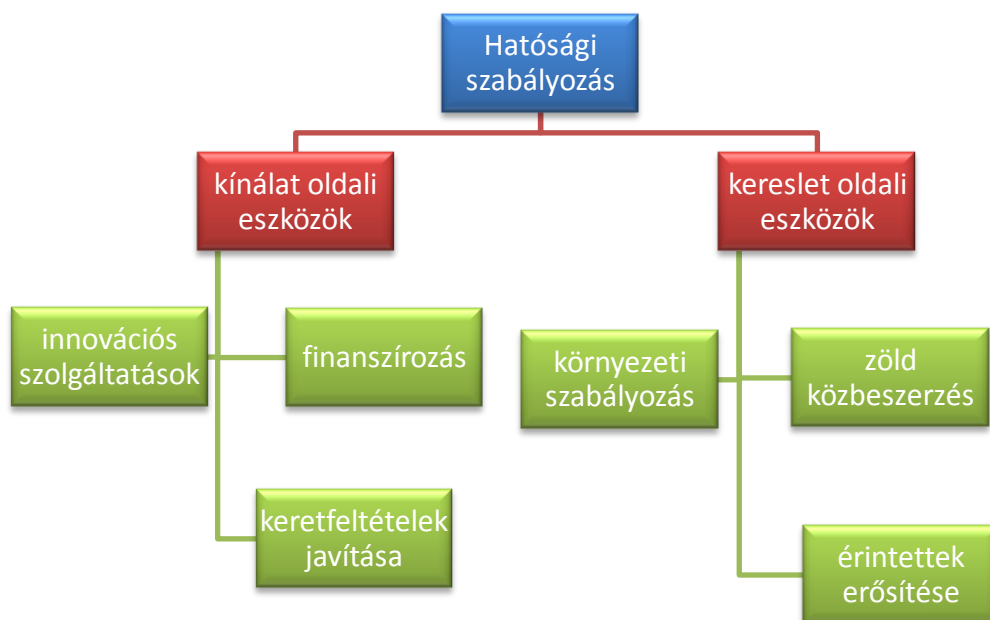 Hatósági
szabályozás
kínálat oldali
eszközök
kereslet oldali
eszközök
innovációs
szolgáltatások
finanszírozás
környezeti
szabályozás
zöld
közbeszerzés
keretfeltételek
javítása
érintettek
erősítése